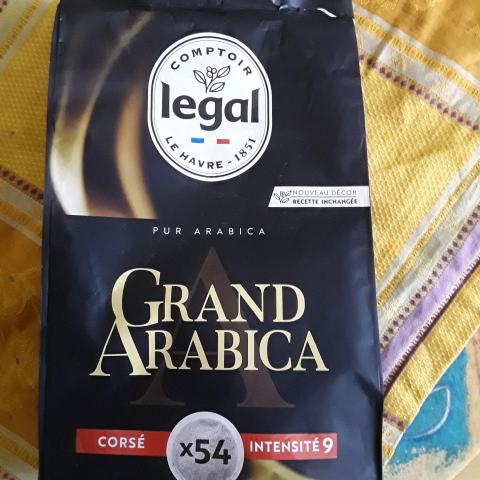 COMPTOIR
legal
LE HAVRE - 1851
NOUVEAU DÉCOR
RECETTE INCHANGÉE
PUR ARABICA
GRAND
ARABICA
CORSÉ x54 INTENSITÉ 9